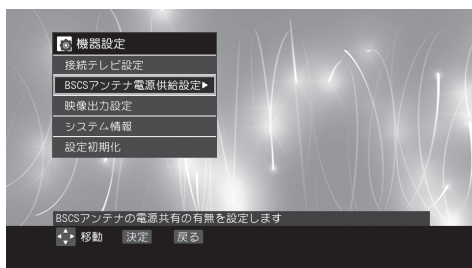 機器設定
接続テレビ設定
BSCSアンテナ電源供給設定▶
映像出力設定
システム情報
設定初期化
BSCSアンテナの電源共有の有無を設定します
移動 決定 戻る